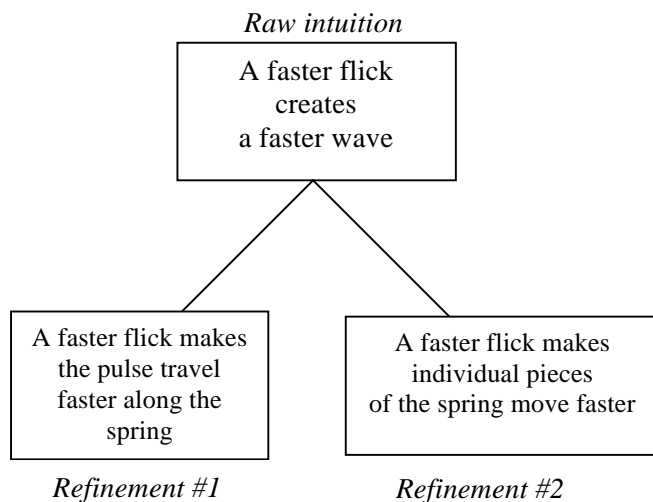 Raw intuition
A faster flick
creates
a faster wave
A faster flick makes
the pulse travel
faster along the
spring
A faster flick makes
individual pieces
of the spring move faster
Refinement #1
Refinement #2